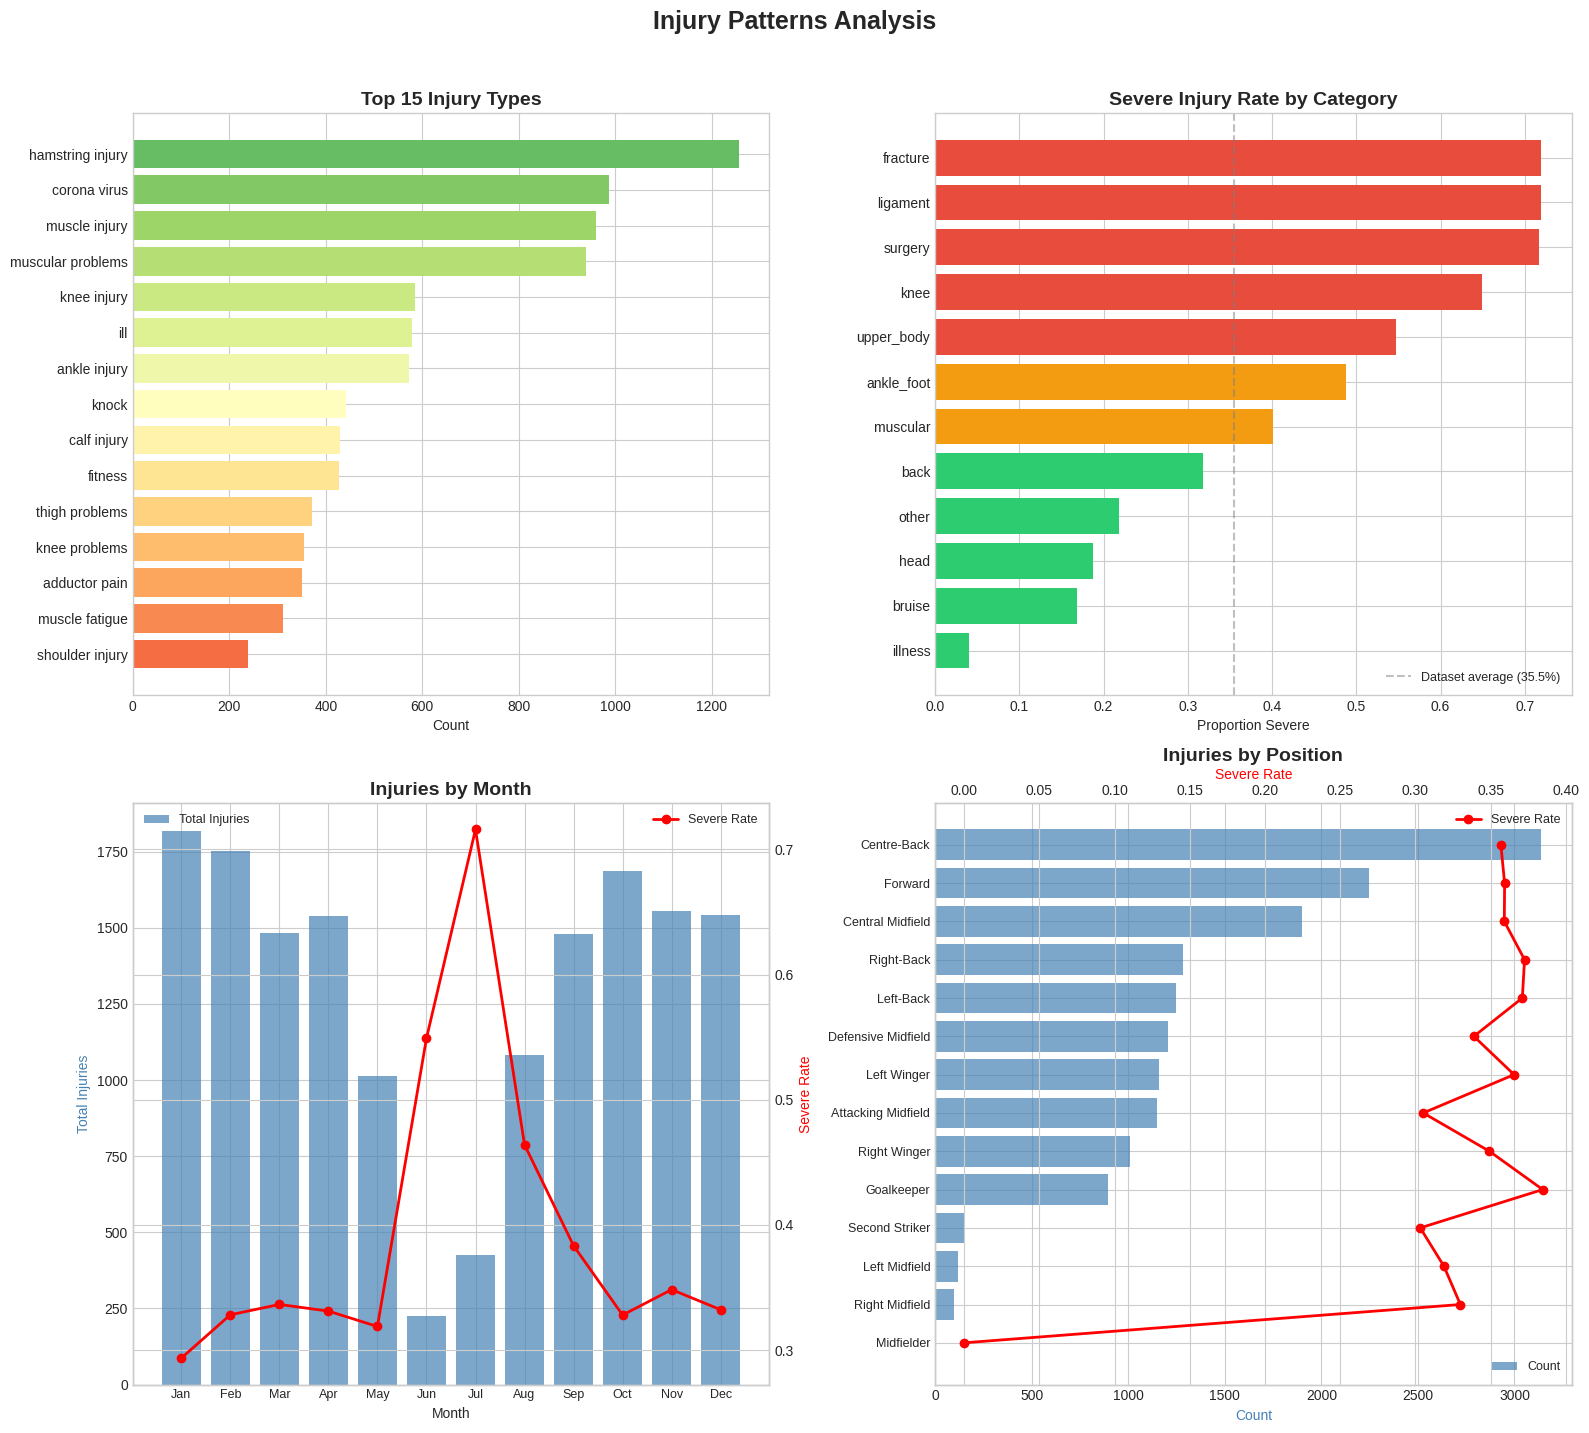 Injury Patterns Analysis
Top 15 Injury Types
hamstring injury
corona virus
muscle injury
muscular problems
knee injury
ill
ankle injury
knock
calf injury
fitness
thigh problems
knee problems
adductor pain
muscle fatigue
shoulder injury
0 200 400 600 800 1000 1200
Count
Severe Injury Rate by Category
fracture
ligament
surgery
knee
upper_body
ankle_foot
muscular
back
other
head
bruise
illness
Dataset average (35.5%)
0.0 0.1 0.2 0.3 0.4 0.5 0.6 0.7
Proportion Severe
Injuries by Month
Total Injuries
Severe Rate
1750
1500
1250
1000
750
500
250
0
Total Injuries
0.7
0.6
0.5
0.4
0.3
Severe Rate
Jan Feb Mar Apr May Jun Jul Aug Sep Oct Nov Dec
Month
Injuries by Position
Severe Rate
0.00 0.05 0.10 0.15 0.20 0.25 0.30 0.35 0.40
Severe Rate
Centre-Back
Forward
Central Midfield
Right-Back
Left-Back
Defensive Midfield
Left Winger
Attacking Midfield
Right Winger
Goalkeeper
Second Striker
Left Midfield
Right Midfield
Midfielder
Count
0 500 1000 1500 2000 2500 3000
Count